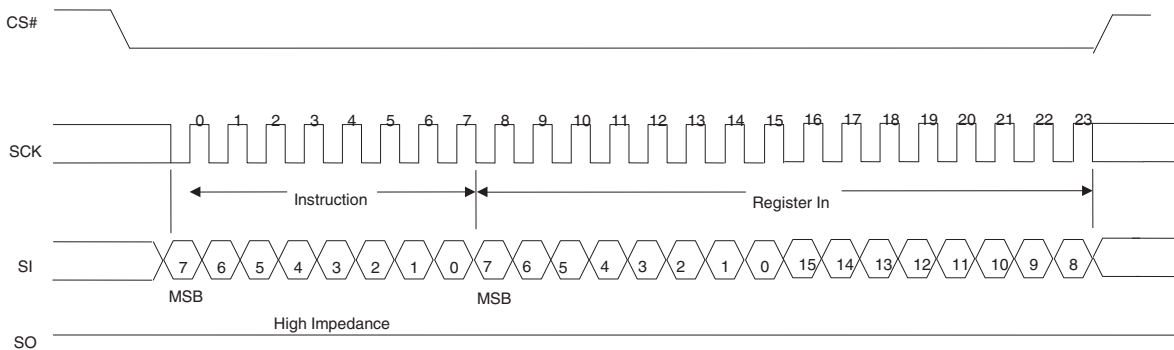 CS#
0 1 2 3 4 5 6 7 8 9 10 11 12 13 14 15 16 17 18 19 20 21 22 23
SCK
Instruction
Register In
SI
7 6 5 4 3 2 1 0 7 6 5 4 3 2 1 0 15 14 13 12 11 10 9 8
MSB MSB
High Impedance
SO